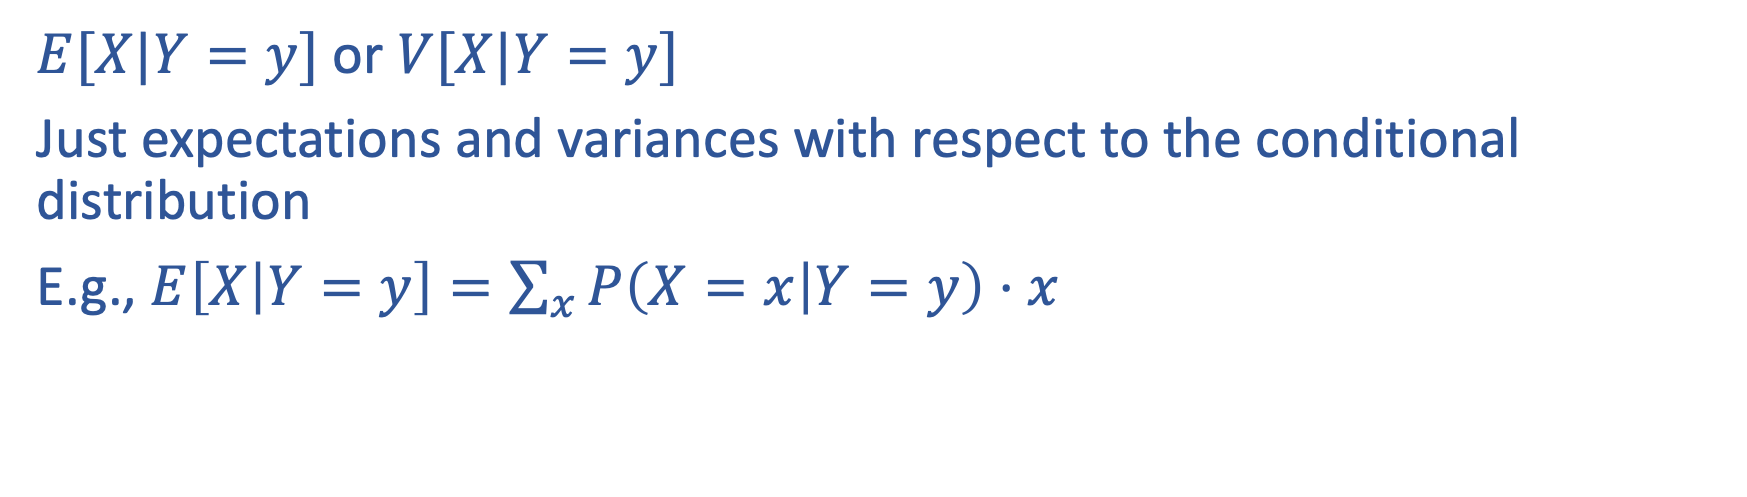 E[X|Y = y] or V[X|Y = y]
Just expectations and variances with respect to the conditional
distribution
E.g., E[X|Y = y] = ∑ₓ P(X = x|Y = y) · x